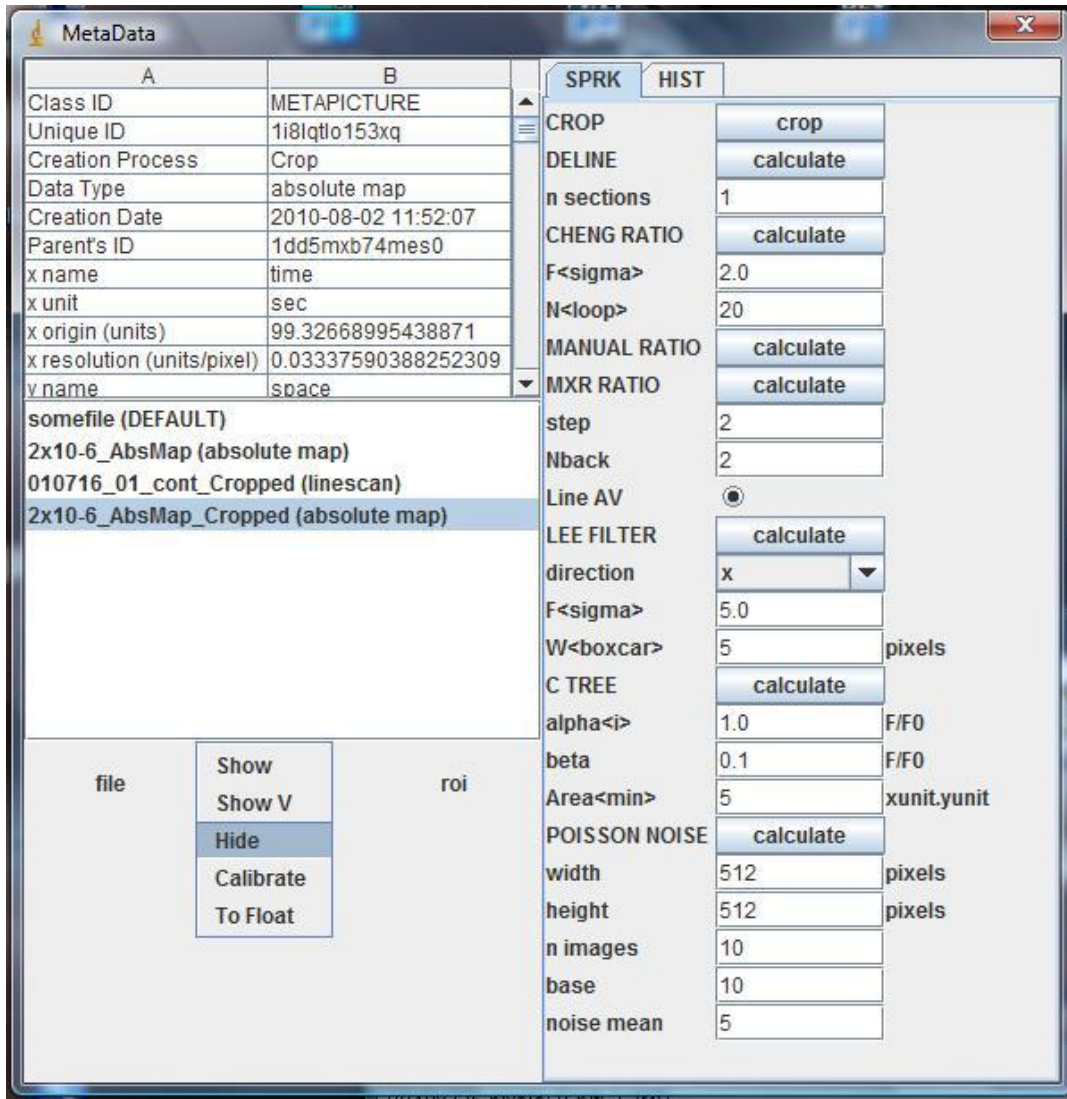 MetaData
A B
Class ID METAPICTURE
Unique ID 1i8lqtlo153xq
Creation Process Crop
Data Type absolute map
Creation Date 2010-08-02 11:52:07
Parent's ID 1dd5mxb74mes0
x name time
x unit sec
x origin (units) 99.32668995438871
x resolution (units/pixel) 0.03337590388252309
y name space
somefile (DEFAULT)
2x10-6_AbsMap (absolute map)
010716_01_cont_Cropped (linescan)
2x10-6_AbsMap_Cropped (absolute map)
file
Show
Show V
Hide
Calibrate
To Float
roi
SPRK HIST
CROP crop
DELINE calculate
n sections 1
CHENG RATIO calculate
F<sigma> 2.0
N<loop> 20
MANUAL RATIO calculate
MXR RATIO calculate
step 2
Nback 2
Line AV
LEE FILTER calculate
direction x
F<sigma> 5.0
W<boxcar> 5 pixels
C TREE calculate
alpha<i> 1.0 F/F0
beta 0.1 F/F0
Area<min> 5 xunit.yunit
POISSON NOISE calculate
width 512 pixels
height 512 pixels
n images 10
base 10
noise mean 5